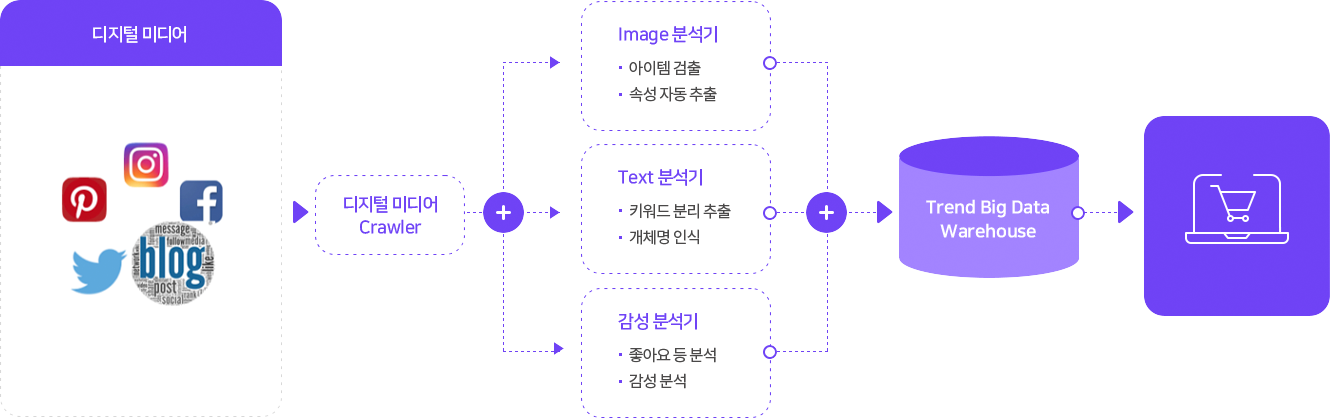 디지털 미디어
message
followmedia
network
blog
like
post
social
rank
디지털 미디어
Crawler
Image 분석기
· 아이템 검출
· 속성 자동 추출
Text 분석기
· 키워드 분리 추출
· 개체명 인식
감성 분석기
· 좋아요 등 분석
· 감성 분석
Trend Big Data
Warehouse